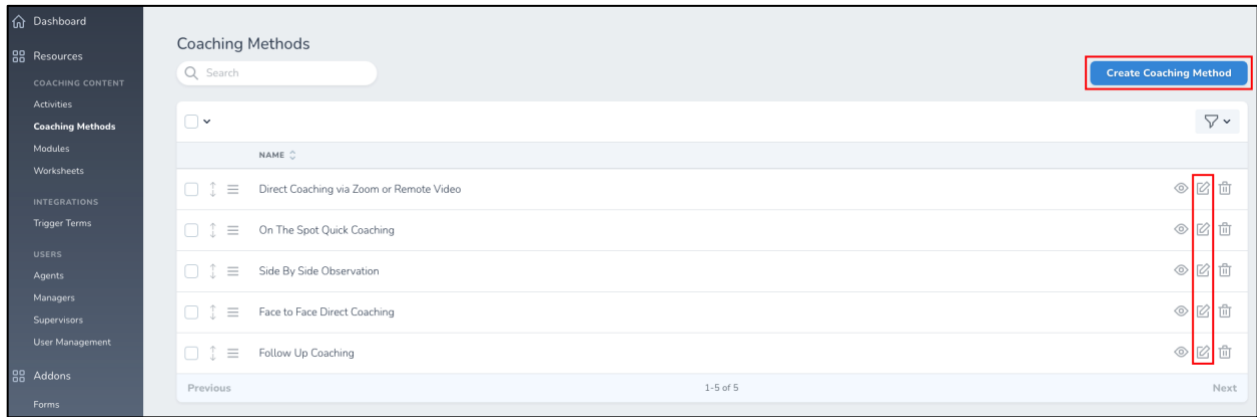 Dashboard
Resources
COACHING CONTENT
Activities
Coaching Methods
Modules
Worksheets
INTEGRATIONS
Trigger Terms
USERS
Agents
Managers
Supervisors
User Management
Addons
Forms
Coaching Methods
Search
Create Coaching Method
NAME
Direct Coaching via Zoom or Remote Video
On The Spot Quick Coaching
Side By Side Observation
Face to Face Direct Coaching
Follow Up Coaching
Previous 1-5 of 5 Next